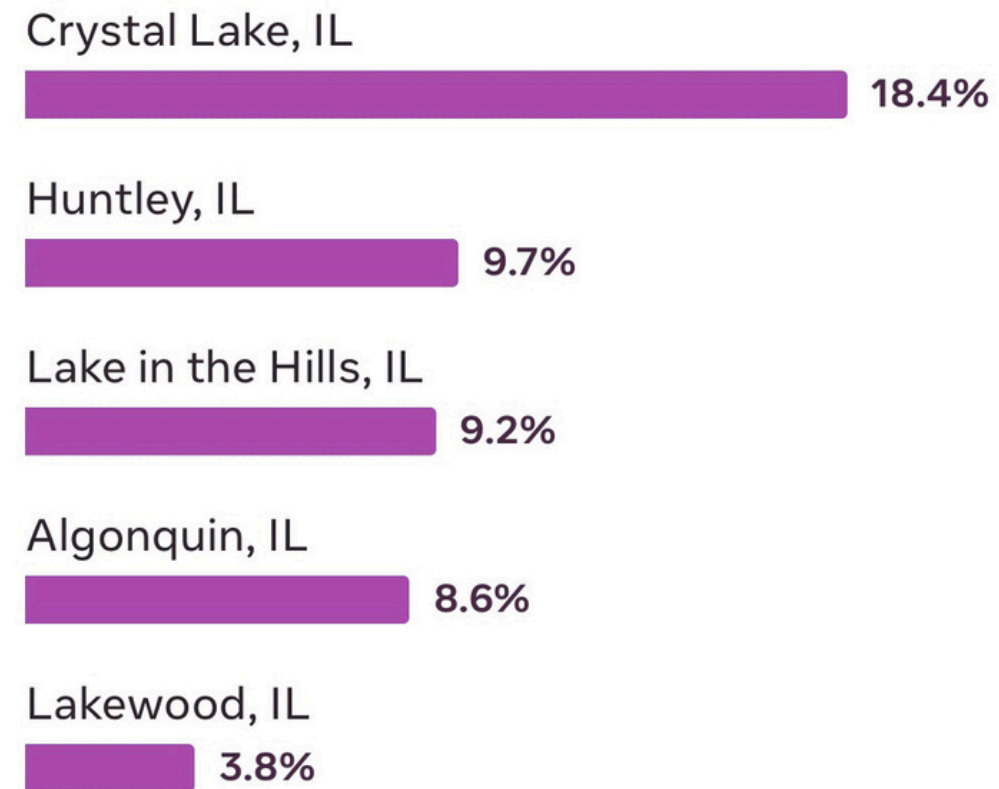 Crystal Lake, IL
18.4%
Huntley, IL
9.7%
Lake in the Hills, IL
9.2%
Algonquin, IL
8.6%
Lakewood, IL
3.8%